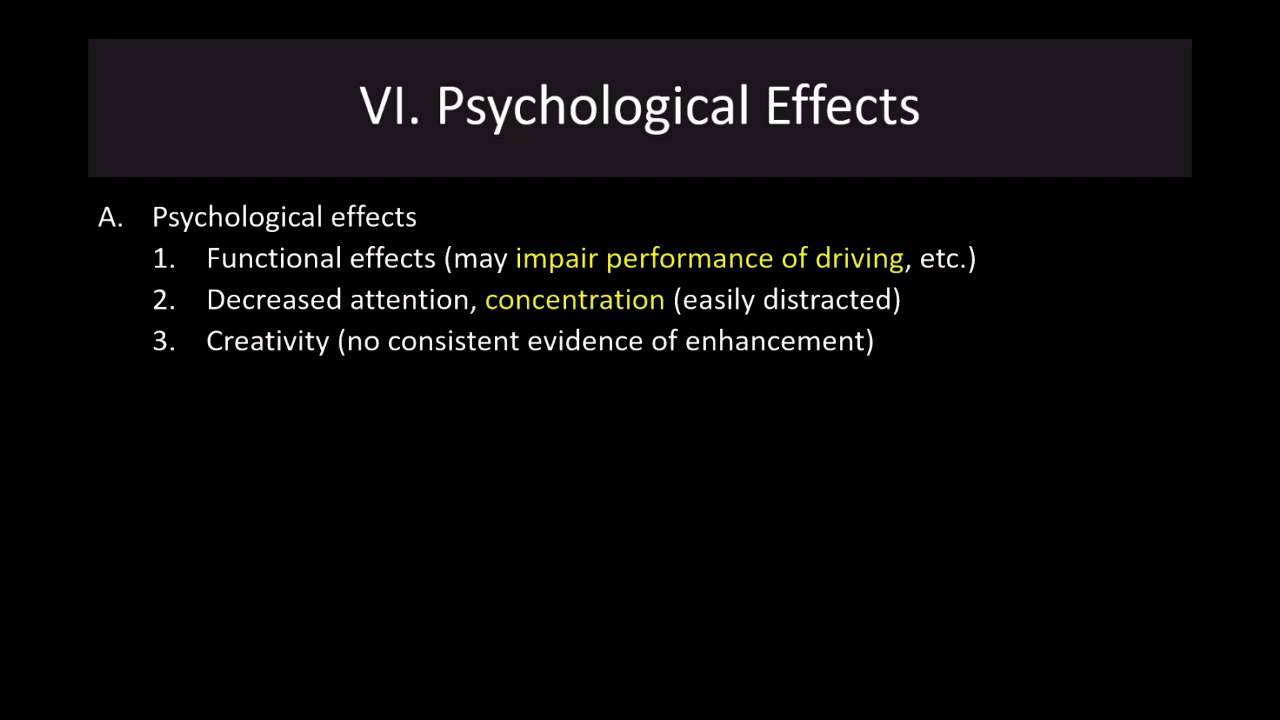 VI. Psychological Effects
A. Psychological effects
1. Functional effects (may impair performance of driving, etc.)
2. Decreased attention, concentration (easily distracted)
3. Creativity (no consistent evidence of enhancement)